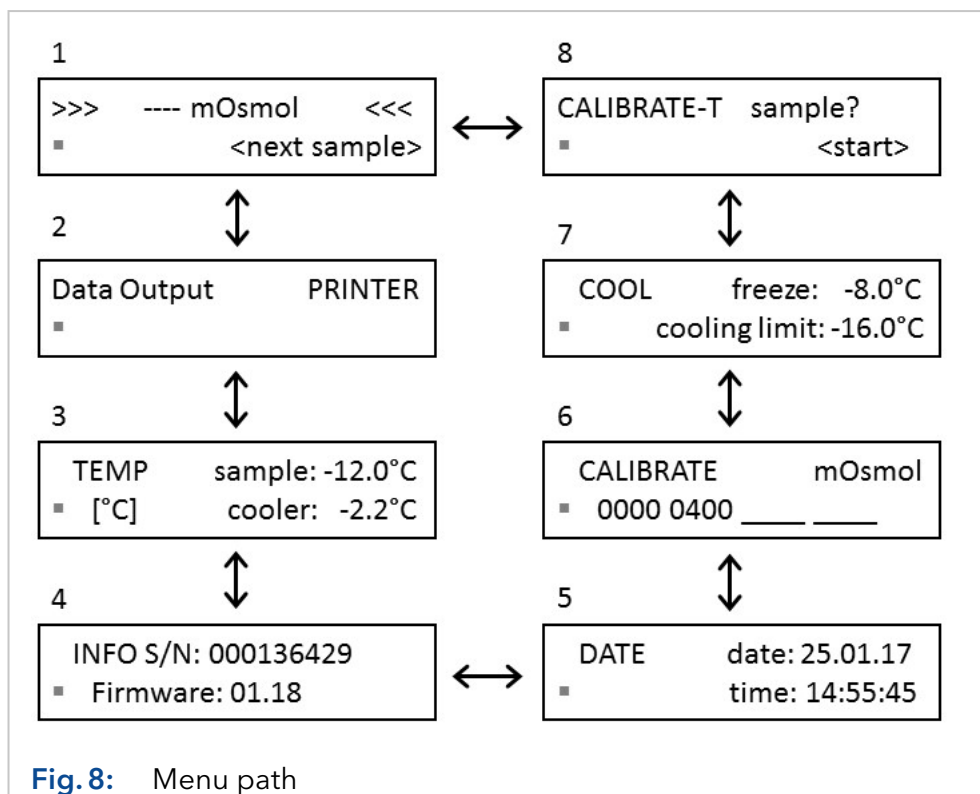 1
>>> ---- mOsmol <<<
<next sample>
8
CALIBRATE-T sample?
<start>
2
Data Output PRINTER
7
COOL freeze: -8.0°C
cooling limit: -16.0°C
3
TEMP sample: -12.0°C
[°C] cooler: -2.2°C
6
CALIBRATE mOsmol
0000 0400 ____ ____
4
INFO S/N: 000136429
Firmware: 01.18
5
DATE date: 25.01.17
time: 14:55:45
Fig. 8: Menu path